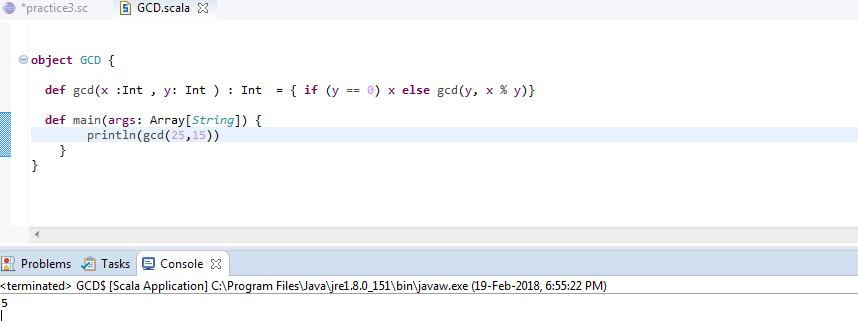 *practice3.sc GCD.scala
object GCD {
def gcd(x :Int , y: Int ) : Int = { if (y == 0) x else gcd(y, x % y)}
def main(args: Array[String]) {
println(gcd(25,15))
}
}
Problems Tasks Console
<terminated> GCD$ [Scala Application] C:\Program Files\Java\jre1.8.0_151\bin\javaw.exe (19-Feb-2018, 6:55:22 PM)
5